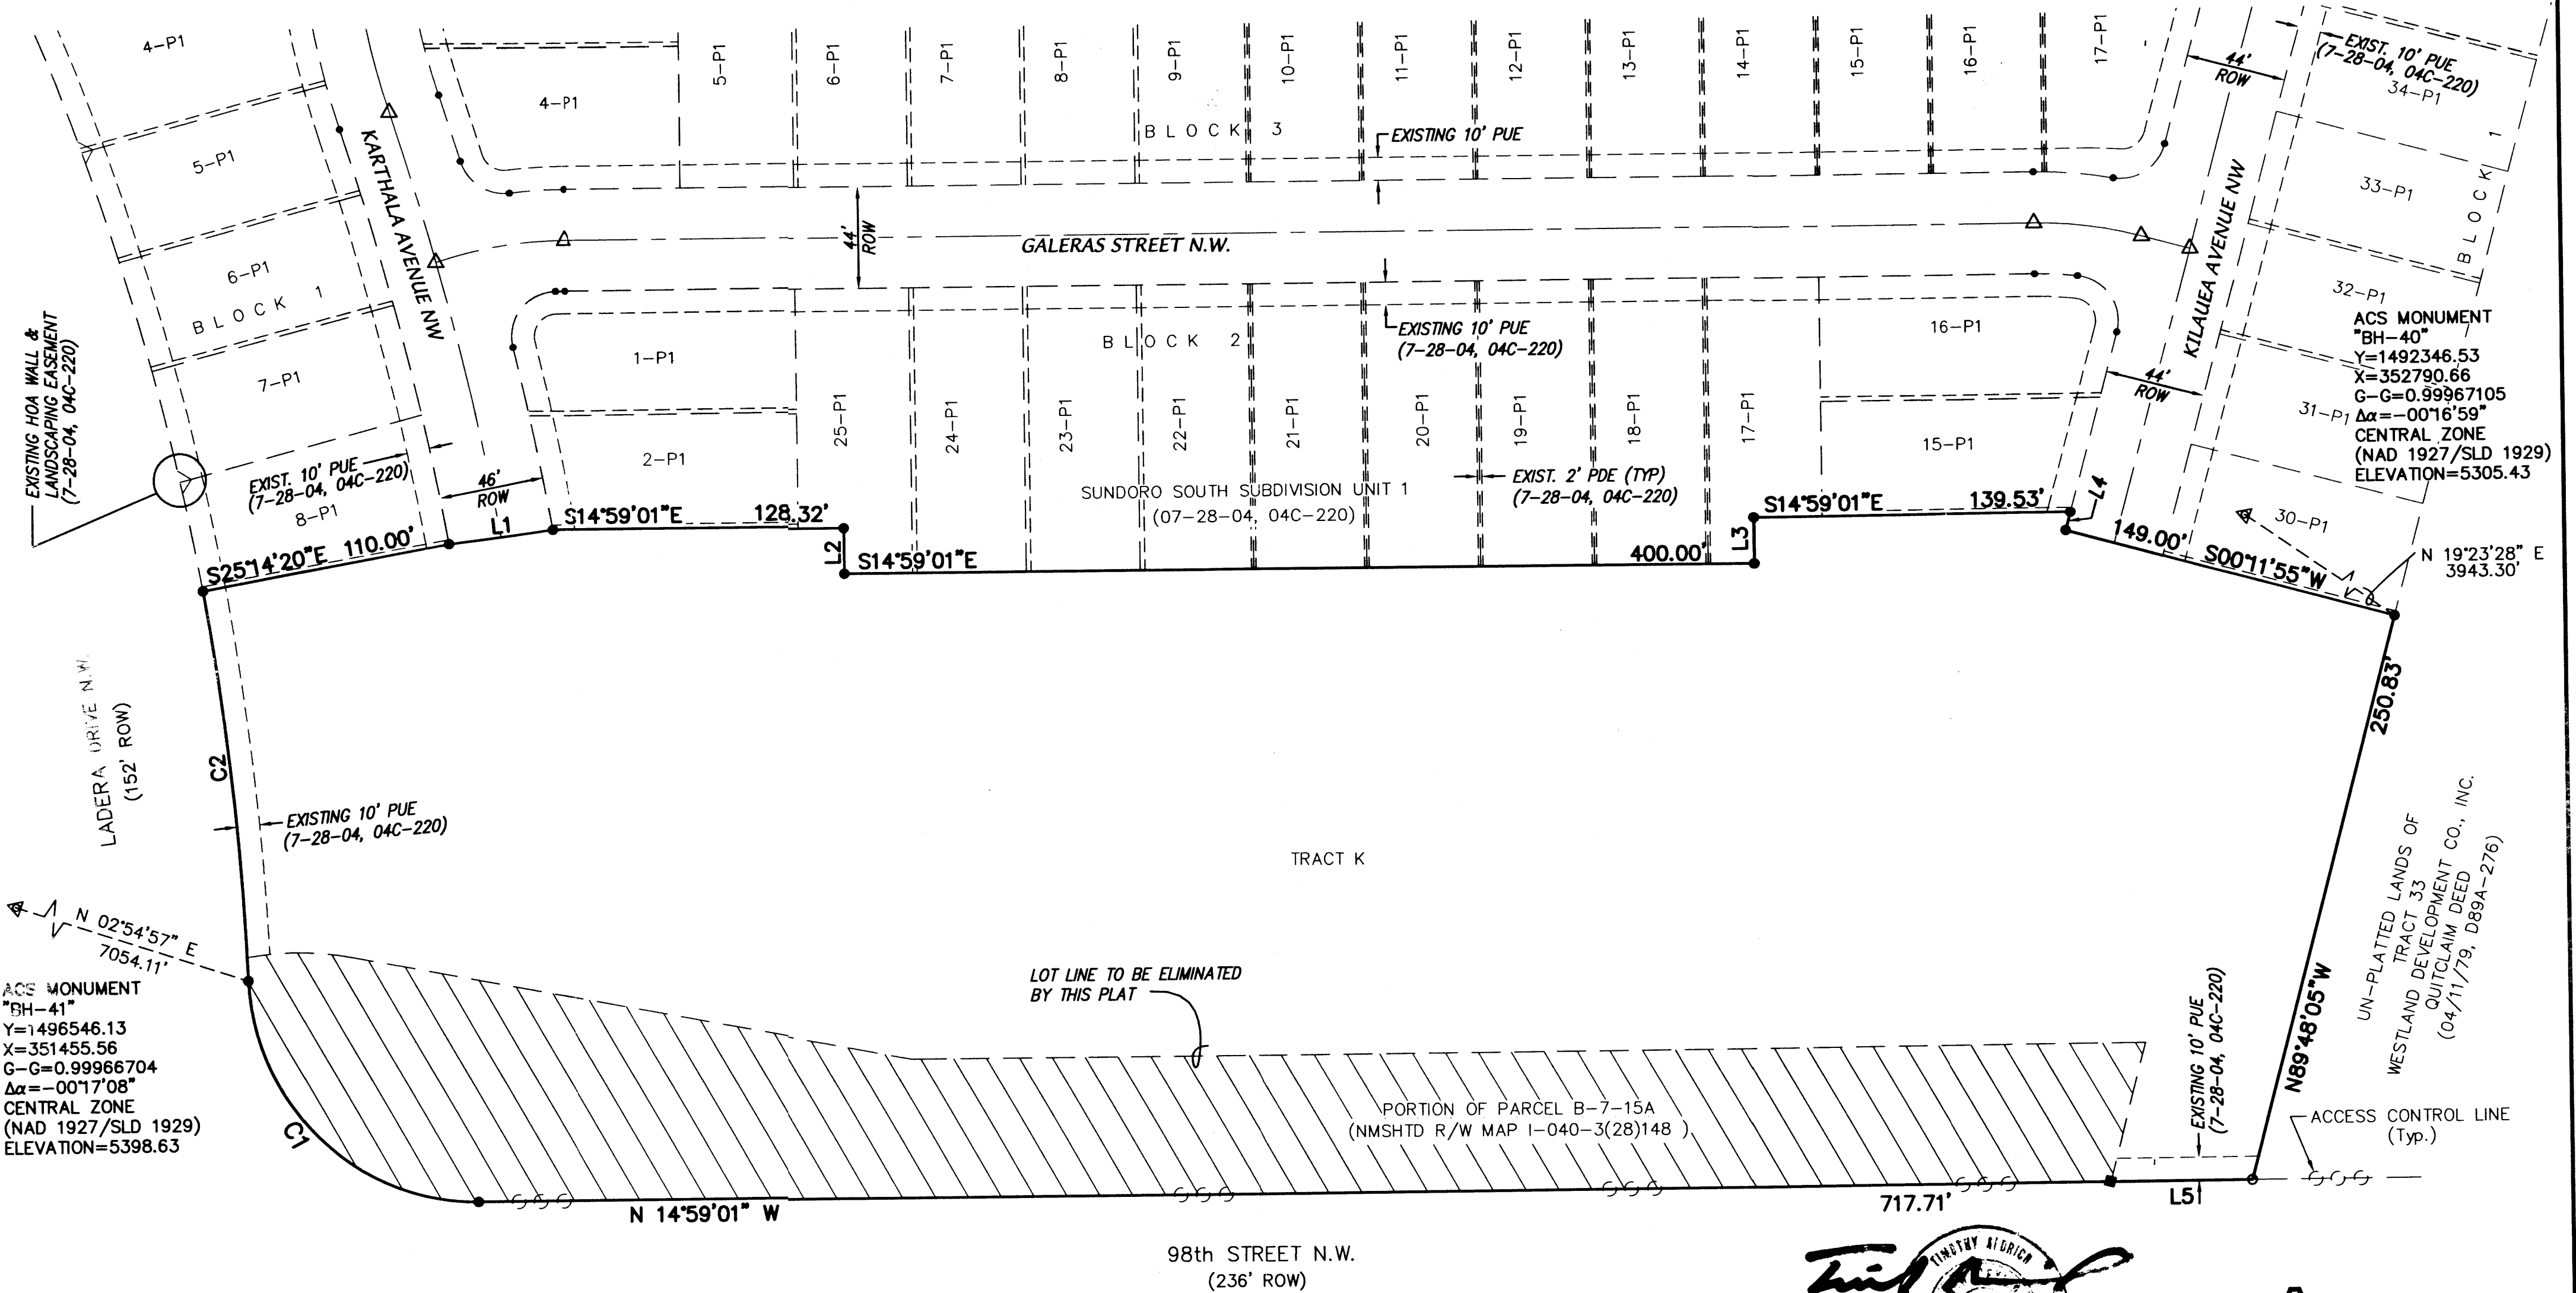 4-P1
5-P1
6-P1
BLOCK 1
7-P1
EXISTING HOA WALL &
LANDSCAPING EASEMENT
(7-28-04, 04C-220)
EXIST. 10' PUE
(7-28-04, 04C-220)
8-P1
KARTHALA AVENUE NW
46'
ROW
4-P1
5-P1
6-P1
7-P1
8-P1
9-P1
10-P1
11-P1
12-P1
13-P1
14-P1
15-P1
16-P1
17-P1
BLOCK 3
EXISTING 10' PUE
44'
ROW
GALERAS STREET N.W.
EXISTING 10' PUE
(7-28-04, 04C-220)
BLOCK 2
1-P1
2-P1
25-P1
24-P1
23-P1
22-P1
21-P1
20-P1
19-P1
18-P1
17-P1
16-P1
15-P1
EXIST. 2' PDE (TYP)
(7-28-04, 04C-220)
SUNDORO SOUTH SUBDIVISION UNIT 1
(07-28-04, 04C-220)
44'
ROW
EXIST. 10' PUE
(7-28-04, 04C-220)
34-P1
33-P1
BLOCK 1
32-P1
31-P1
30-P1
KILAUEA AVENUE NW
44'
ROW
ACS MONUMENT
"BH-40"
Y=1492346.53
X=352790.66
G-G=0.99967105
Δα=-00°16'59"
CENTRAL ZONE
(NAD 1927/SLD 1929)
ELEVATION=5305.43
N 19°23'28" E
3943.30'
S25°14'20"E 110.00'
L1
S14°59'01"E 128.32'
L2
S14°59'01"E 400.00'
L3
S14°59'01"E 139.53'
L4
149.00' S00°11'55"W
250.83'
N89°48'05"W
LADERA DRIVE N.W.
(152' ROW)
C2
EXISTING 10' PUE
(7-28-04, 04C-220)
TRACT K
UN-PLATTED LANDS OF
TRACT 33
WESTLAND DEVELOPMENT CO., INC.
QUITCLAIM DEED
(04/11/79, D89A-276)
N 02°54'57" E
7054.11'
ACS MONUMENT
"BH-41"
Y=1496546.13
X=351455.56
G-G=0.99966704
Δα=-00°17'08"
CENTRAL ZONE
(NAD 1927/SLD 1929)
ELEVATION=5398.63
C1
LOT LINE TO BE ELIMINATED
BY THIS PLAT
PORTION OF PARCEL B-7-15A
(NMSHTD R/W MAP I-040-3(28)148 )
EXISTING 10' PUE
(7-28-04, 04C-220)
ACCESS CONTROL LINE
(Typ.)
N 14°59'01" W
717.71'
L5
98th STREET N.W.
(236' ROW)
TIMOTHY ALDRICH